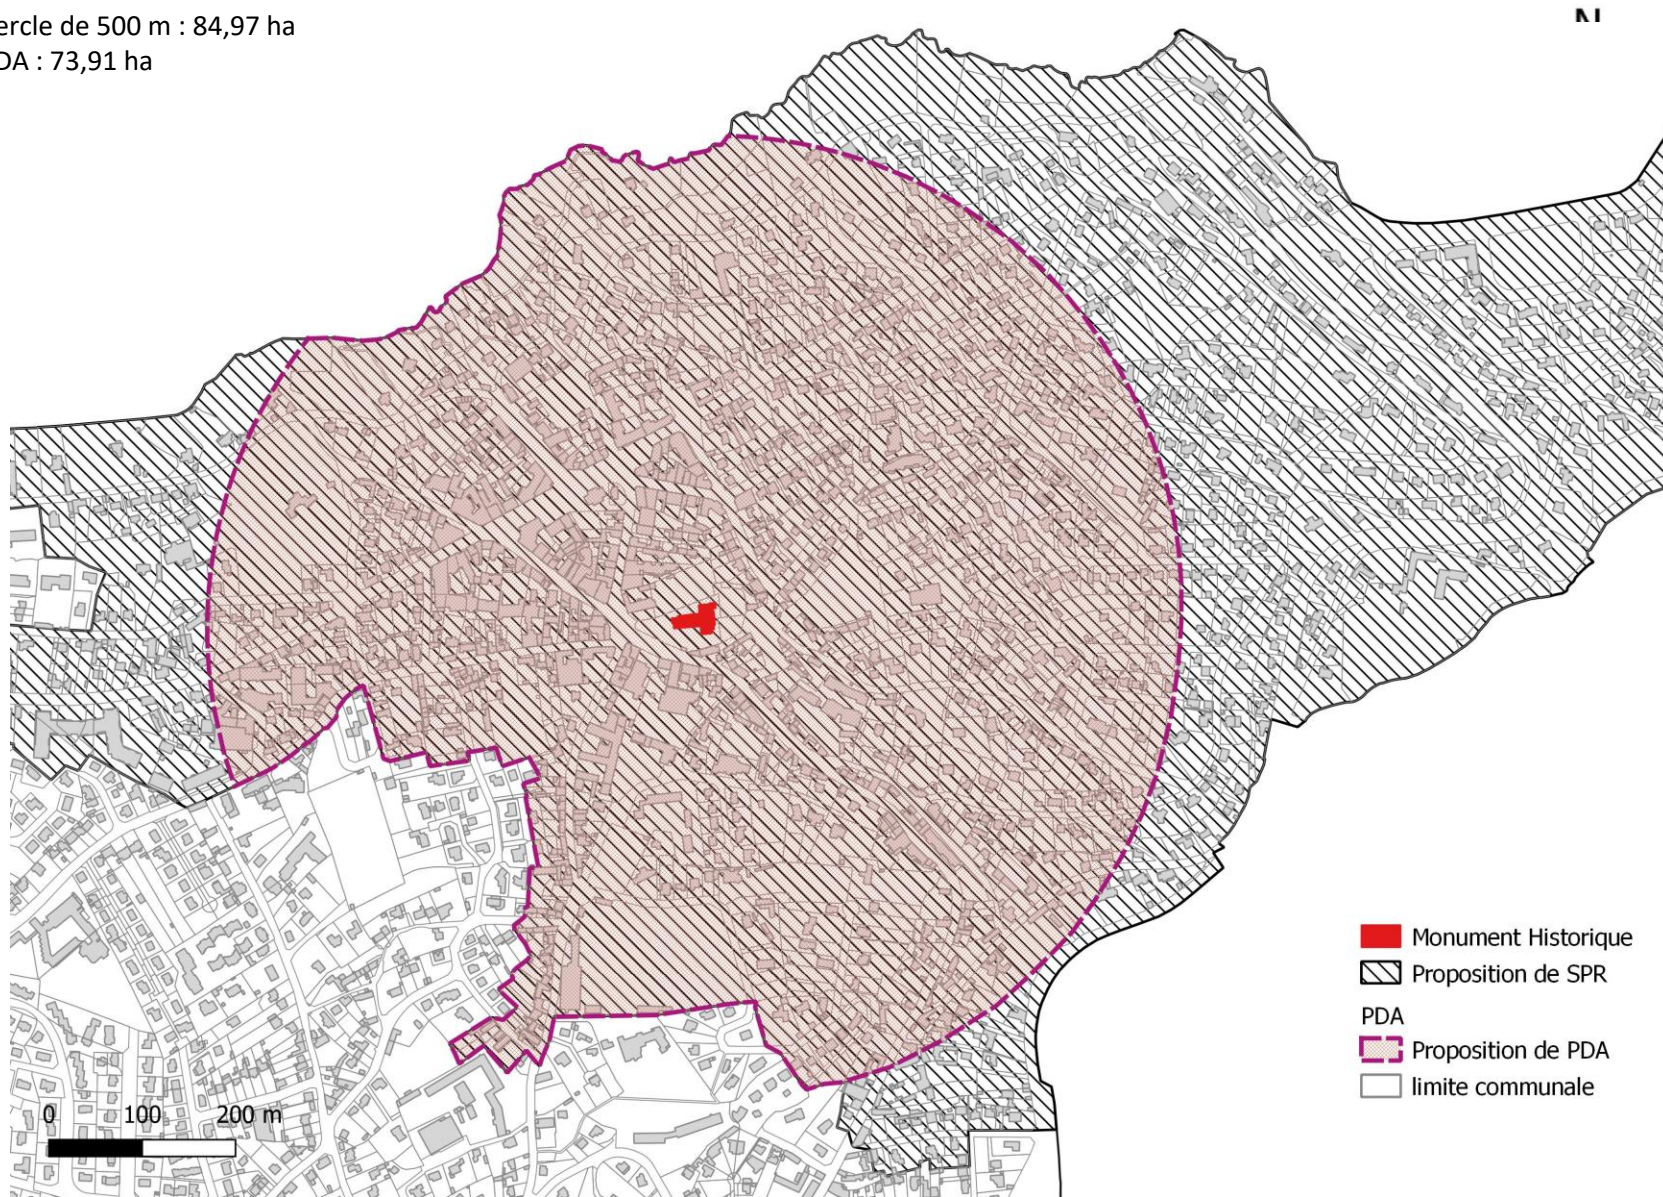 ercle de 500 m : 84,97 ha
DA : 73,91 ha
N
Monument Historique
Proposition de SPR
PDA
Proposition de PDA
limite communale
0 100 200 m